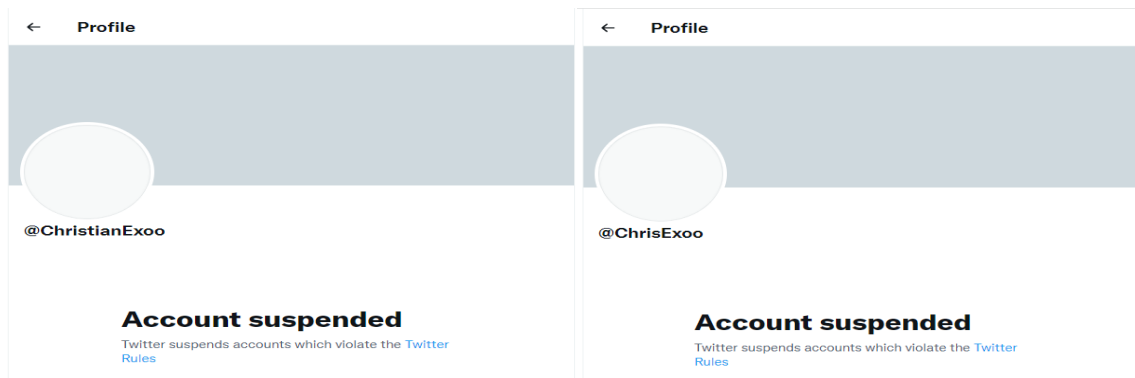 ← Profile
@ChristianExoo
Account suspended
Twitter suspends accounts which violate the Twitter
Rules
← Profile
@ChrisExoo
Account suspended
Twitter suspends accounts which violate the Twitter
Rules